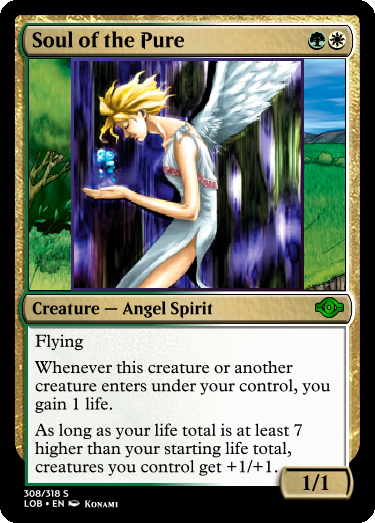 Soul of the Pure
Creature — Angel Spirit
Flying
Whenever this creature or another
creature enters under your control, you
gain 1 life.
As long as your life total is at least 7
higher than your starting life total,
creatures you control get +1/+1.
1/1
308/318 S
LOB • EN Konami